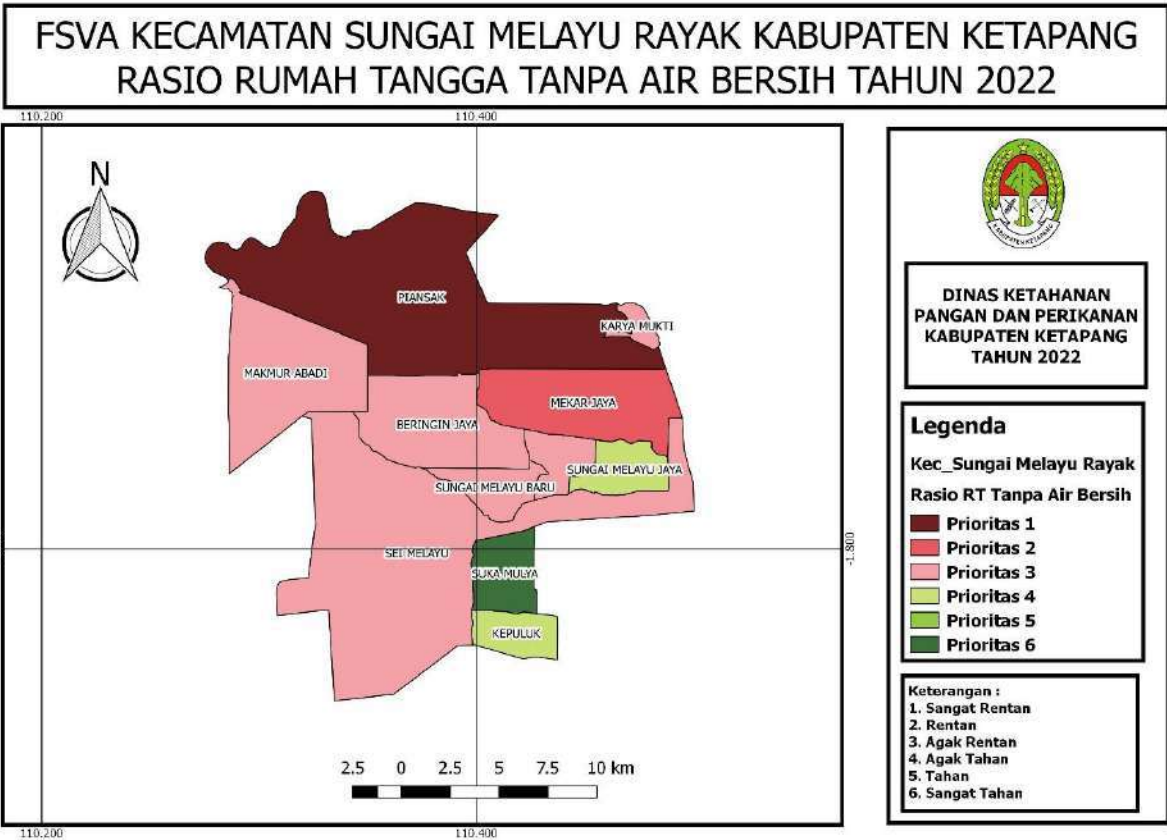 FSVA KECAMATAN SUNGAI MELAYU RAYAK KABUPATEN KETAPANG
RASIO RUMAH TANGGA TANPA AIR BERSIH TAHUN 2022
110.200
110.400
N
PIANSAK
KARYA MUKTI
MAKMUR ABADI
MEKAR JAYA
BERINGIN JAYA
SUNGAI MELAYU JAYA
SUNGAI MELAYU BARU
SEI MELAYU
SUKA MULYA
KEPULUK
-1.800
2.5 0 2.5 5 7.5 10 km
110.200
110.400
KABUPATEN KETAPANG
DINAS KETAHANAN
PANGAN DAN PERIKANAN
KABUPATEN KETAPANG
TAHUN 2022
Legenda
Kec_Sungai Melayu Rayak
Rasio RT Tanpa Air Bersih
Prioritas 1
Prioritas 2
Prioritas 3
Prioritas 4
Prioritas 5
Prioritas 6
Keterangan :
1. Sangat Rentan
2. Rentan
3. Agak Rentan
4. Agak Tahan
5. Tahan
6. Sangat Tahan